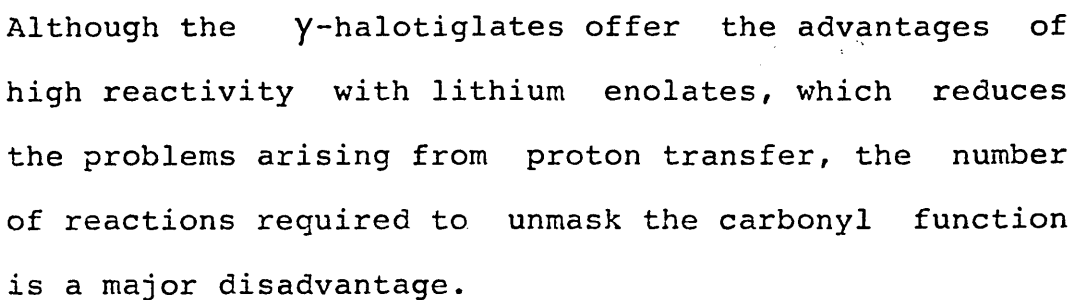 Although the γ-halotiglates offer the advantages of
high reactivity with lithium enolates, which reduces
the problems arising from proton transfer, the number
of reactions required to unmask the carbonyl function
is a major disadvantage.